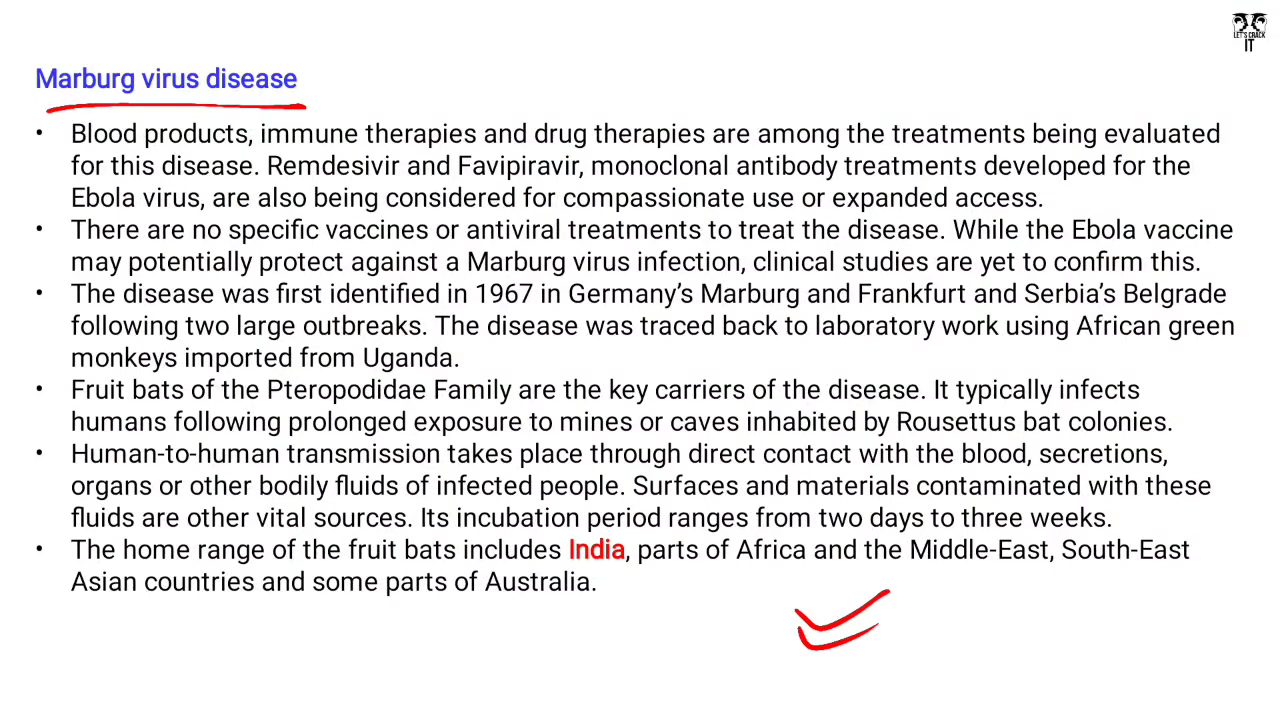 LET'S CRACK
IT
Marburg virus disease
• Blood products, immune therapies and drug therapies are among the treatments being evaluated
for this disease. Remdesivir and Favipiravir, monoclonal antibody treatments developed for the
Ebola virus, are also being considered for compassionate use or expanded access.
• There are no specific vaccines or antiviral treatments to treat the disease. While the Ebola vaccine
may potentially protect against a Marburg virus infection, clinical studies are yet to confirm this.
• The disease was first identified in 1967 in Germany’s Marburg and Frankfurt and Serbia’s Belgrade
following two large outbreaks. The disease was traced back to laboratory work using African green
monkeys imported from Uganda.
• Fruit bats of the Pteropodidae Family are the key carriers of the disease. It typically infects
humans following prolonged exposure to mines or caves inhabited by Rousettus bat colonies.
• Human-to-human transmission takes place through direct contact with the blood, secretions,
organs or other bodily fluids of infected people. Surfaces and materials contaminated with these
fluids are other vital sources. Its incubation period ranges from two days to three weeks.
• The home range of the fruit bats includes India, parts of Africa and the Middle-East, South-East
Asian countries and some parts of Australia.